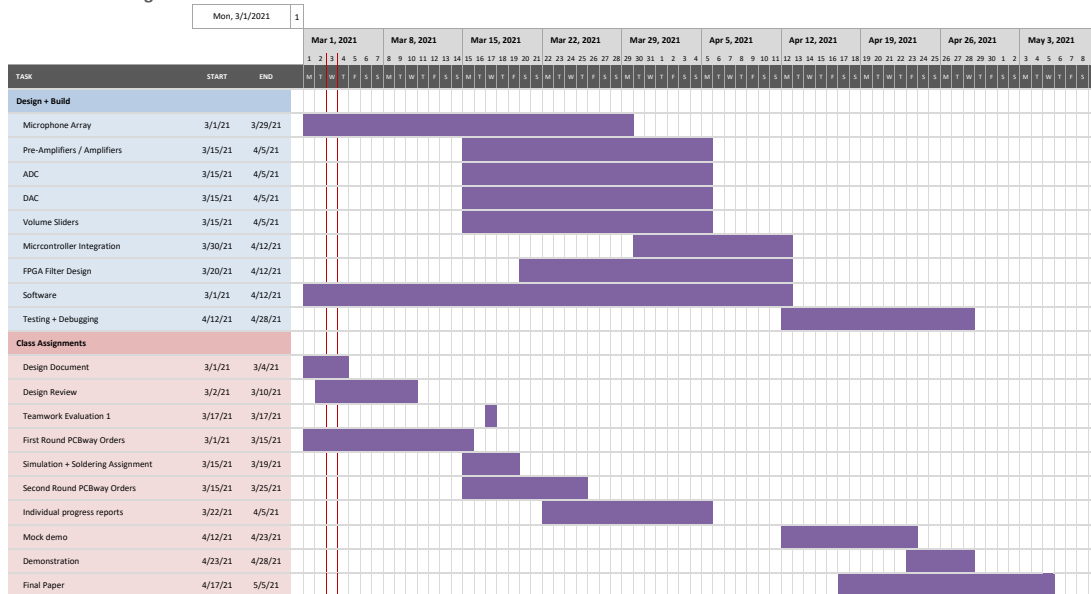 Mon, 3/1/2021 1
Mar 1, 2021 Mar 8, 2021 Mar 15, 2021 Mar 22, 2021 Mar 29, 2021 Apr 5, 2021 Apr 12, 2021 Apr 19, 2021 Apr 26, 2021 May 3, 2021
1 2 3 4 5 6 7 8 9 10 11 12 13 14 15 16 17 18 19 20 21 22 23 24 25 26 27 28 29 30 31 1 2 3 4 5 6 7 8 9 10 11 12 13 14 15 16 17 18 19 20 21 22 23 24 25 26 27 28 29 30 1 2 3 4 5 6 7 8
TASK START END M T W T F S S M T W T F S S M T W T F S S M T W T F S S M T W T F S S M T W T F S S M T W T F S S M T W T F S S M T W T F S S M T W T F S
Design + Build
Microphone Array 3/1/21 3/29/21
Pre-Amplifiers / Amplifiers 3/15/21 4/5/21
ADC 3/15/21 4/5/21
DAC 3/15/21 4/5/21
Volume Sliders 3/15/21 4/5/21
Micrcontroller Integration 3/30/21 4/12/21
FPGA Filter Design 3/20/21 4/12/21
Software 3/1/21 4/12/21
Testing + Debugging 4/12/21 4/28/21
Class Assignments
Design Document 3/1/21 3/4/21
Design Review 3/2/21 3/10/21
Teamwork Evaluation 1 3/17/21 3/17/21
First Round PCBway Orders 3/1/21 3/15/21
Simulation + Soldering Assignment 3/15/21 3/19/21
Second Round PCBway Orders 3/15/21 3/25/21
Individual progress reports 3/22/21 4/5/21
Mock demo 4/12/21 4/23/21
Demonstration 4/23/21 4/28/21
Final Paper 4/17/21 5/5/21